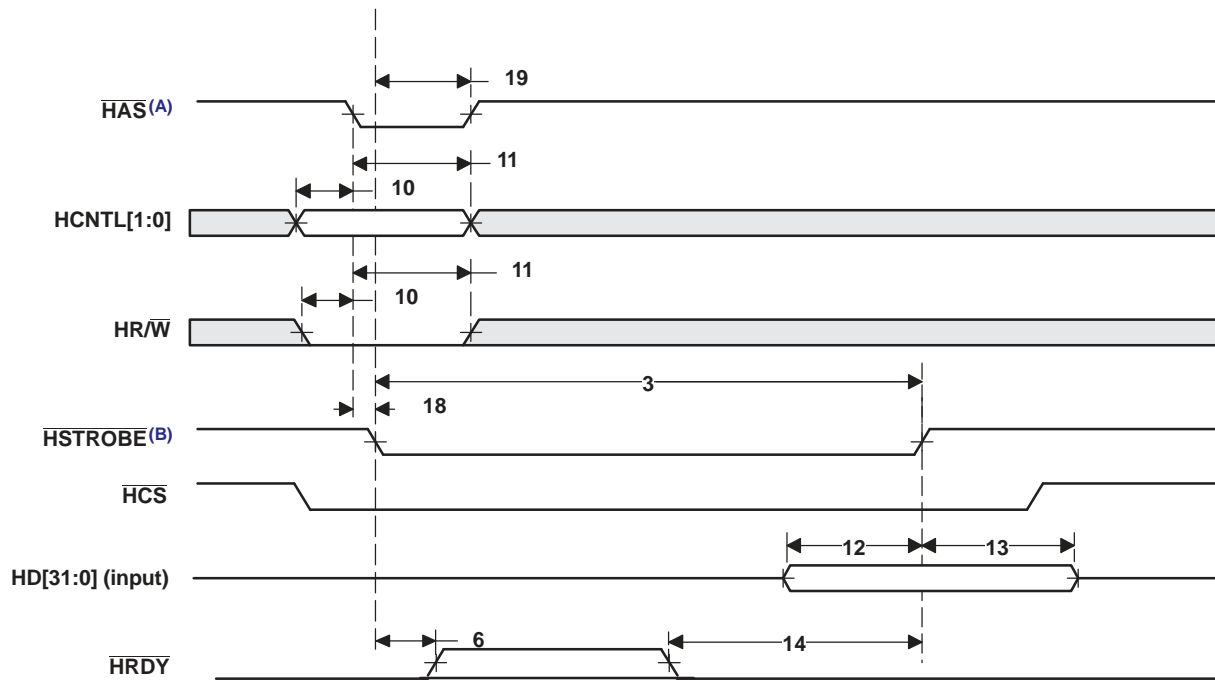 19
HAS(A)
11
10
HCNTL[1:0]
11
10
HR/W
3
18
HSTROBE(B)
HCS
12 13
HD[31:0] (input)
6 14
HRDY